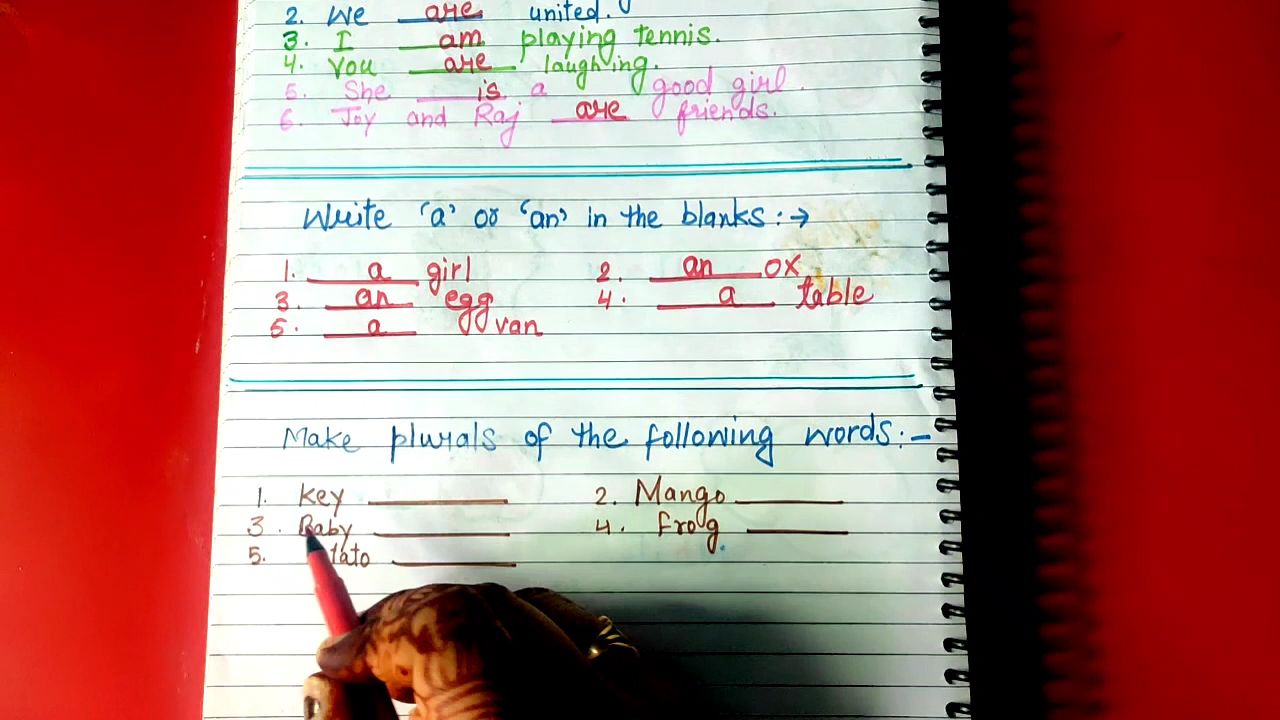 2. We are united.
3. I am playing tennis.
4. You are laughing.
5. She is a good girl.
6. Joy and Raj are friends.
Write 'a' or 'an' in the blanks:→
1. a girl 2. an ox
3. an egg 4. a table
5. a van
Make plurals of the following words:-
1. Key 2. Mango
3. Baby 4. Frog
5. tato